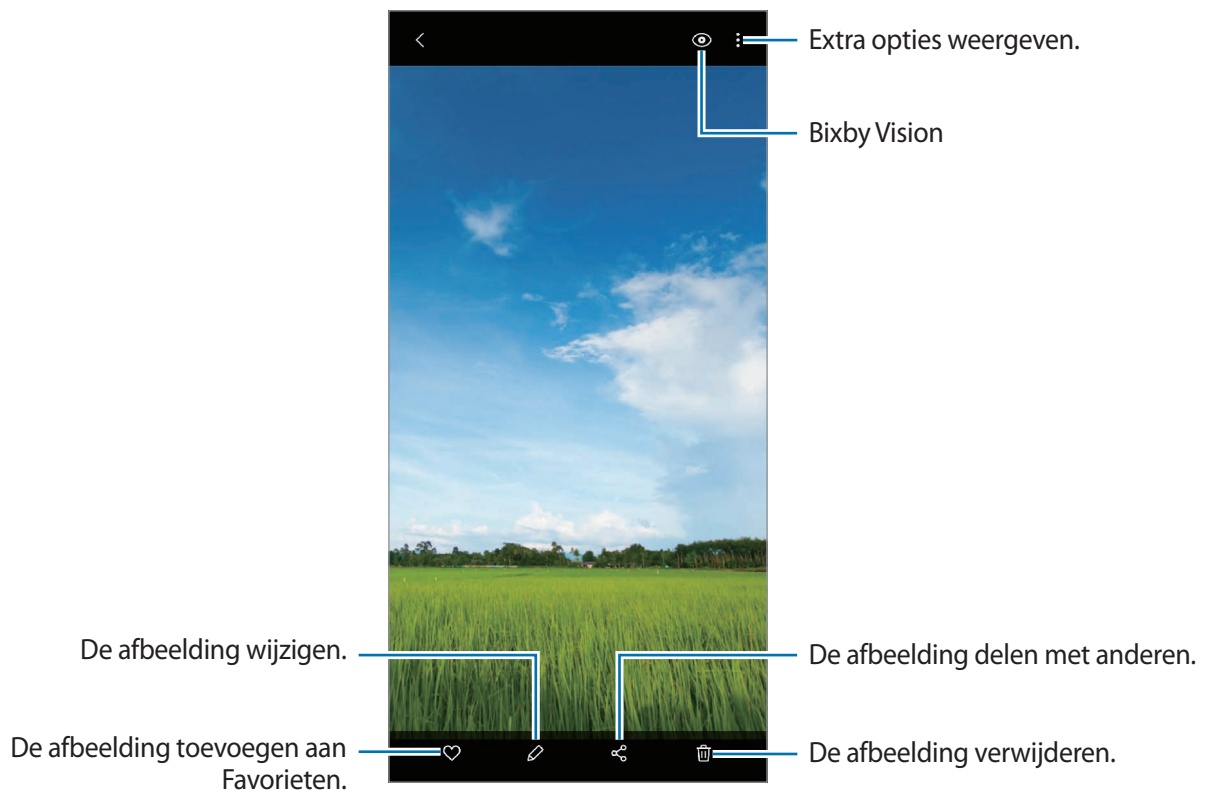 Extra opties weergeven.
Bixby Vision
De afbeelding wijzigen.
De afbeelding delen met anderen.
De afbeelding toevoegen aan
Favorieten.
De afbeelding verwijderen.